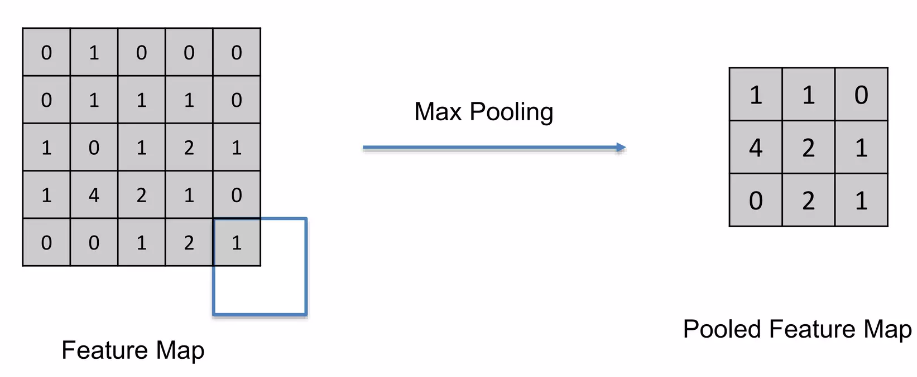 0 1 0 0 0
0 1 1 1 0
1 0 1 2 1
1 4 2 1 0
0 0 1 2 1
Feature Map
Max Pooling
1 1 0
4 2 1
0 2 1
Pooled Feature Map